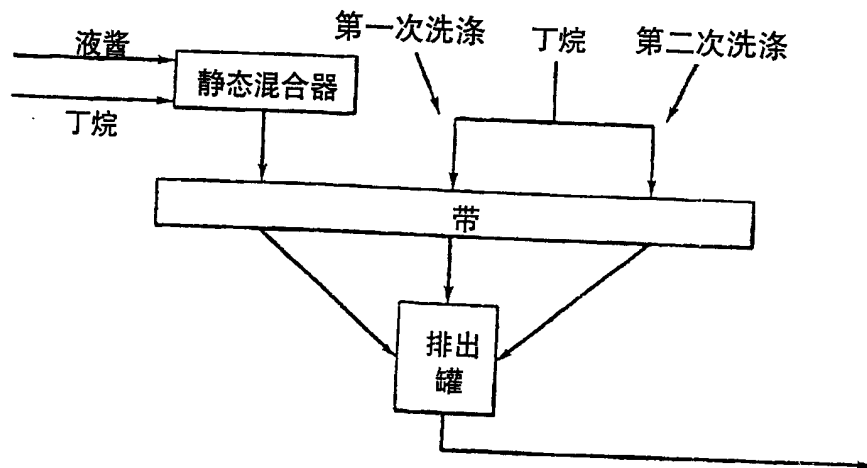 液酱
丁烷
静态混合器
第一次洗涤
丁烷
第二次洗涤
带
排出
罐